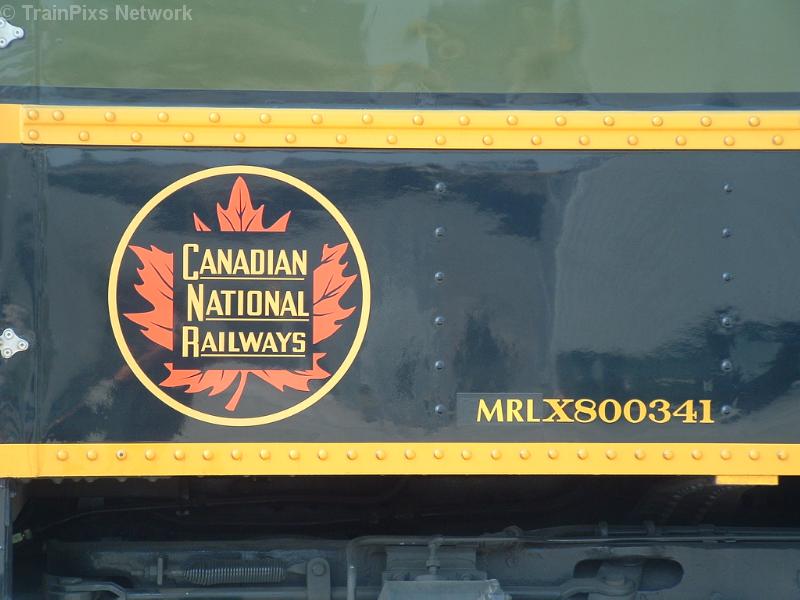 © TrainPixs Network
CANADIAN
NATIONAL
RAILWAYS
MRLX800341